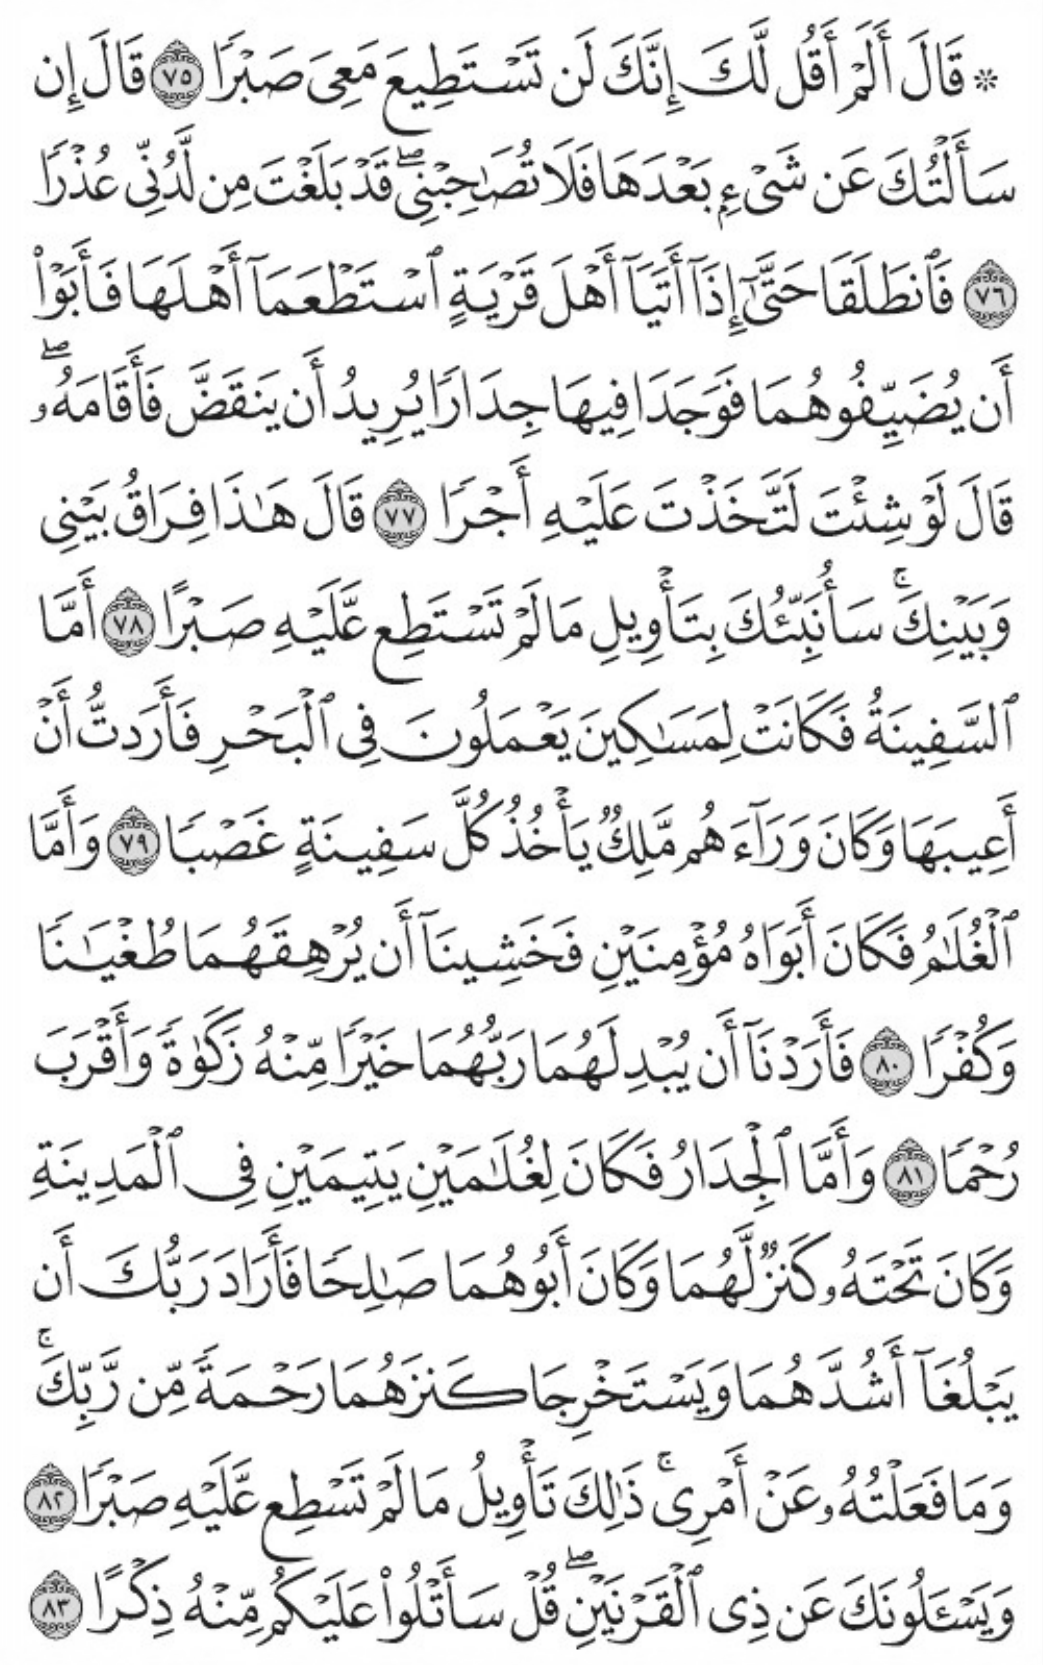 ۞ قَالَ أَلَمْ أَقُل لَّكَ إِنَّكَ لَن تَسْتَطِيعَ مَعِىَ صَبْرًا ٧٥ قَالَ إِن
سَأَلْتُكَ عَن شَىْءٍۭ بَعْدَهَا فَلَا تُصَـٰحِبْنِى ۖ قَدْ بَلَغْتَ مِن لَّدُنِّى عُذْرًا
٧٦ فَٱنطَلَقَا حَتَّىٰٓ إِذَآ أَتَيَآ أَهْلَ قَرْيَةٍ ٱسْتَطْعَمَآ أَهْلَهَا فَأَبَوْا۟
أَن يُضَيِّفُوهُمَا فَوَجَدَا فِيهَا جِدَارًا يُرِيدُ أَن يَنقَضَّ فَأَقَامَهُۥ ۖ
قَالَ لَوْ شِئْتَ لَتَّخَذْتَ عَلَيْهِ أَجْرًا ٧٧ قَالَ هَـٰذَا فِرَاقُ بَيْنِى
وَبَيْنِكَ ۚ سَأُنَبِّئُكَ بِتَأْوِيلِ مَا لَمْ تَسْتَطِع عَّلَيْهِ صَبْرًا ٧٨ أَمَّا
ٱلسَّفِينَةُ فَكَانَتْ لِمَسَـٰكِينَ يَعْمَلُونَ فِى ٱلْبَحْرِ فَأَرَدتُّ أَنْ
أَعِيبَهَا وَكَانَ وَرَآءَهُم مَّلِكٌ يَأْخُذُ كُلَّ سَفِينَةٍ غَصْبًا ٧٩ وَأَمَّا
ٱلْغُلَـٰمُ فَكَانَ أَبَوَاهُ مُؤْمِنَيْنِ فَخَشِينَآ أَن يُرْهِقَهُمَا طُغْيَـٰنًا
وَكُفْرًا ٨٠ فَأَرَدْنَآ أَن يُبْدِلَهُمَا رَبُّهُمَا خَيْرًا مِّنْهُ زَكَوٰةً وَأَقْرَبَ
رُحْمًا ٨١ وَأَمَّا ٱلْجِدَارُ فَكَانَ لِغُلَـٰمَيْنِ يَتِيمَيْنِ فِى ٱلْمَدِينَةِ
وَكَانَ تَحْتَهُۥ كَنزٌ لَّهُمَا وَكَانَ أَبُوهُمَا صَـٰلِحًا فَأَرَادَ رَبُّكَ أَن
يَبْلُغَآ أَشُدَّهُمَا وَيَسْتَخْرِجَا كَنزَهُمَا رَحْمَةً مِّن رَّبِّكَ ۚ
وَمَا فَعَلْتُهُۥ عَنْ أَمْرِى ۚ ذَٰلِكَ تَأْوِيلُ مَا لَمْ تَسْطِع عَّلَيْهِ صَبْرًا ٨٢
وَيَسْـَٔلُونَكَ عَن ذِى ٱلْقَرْنَيْنِ ۖ قُلْ سَأَتْلُوا۟ عَلَيْكُم مِّنْهُ ذِكْرًا ٨٣